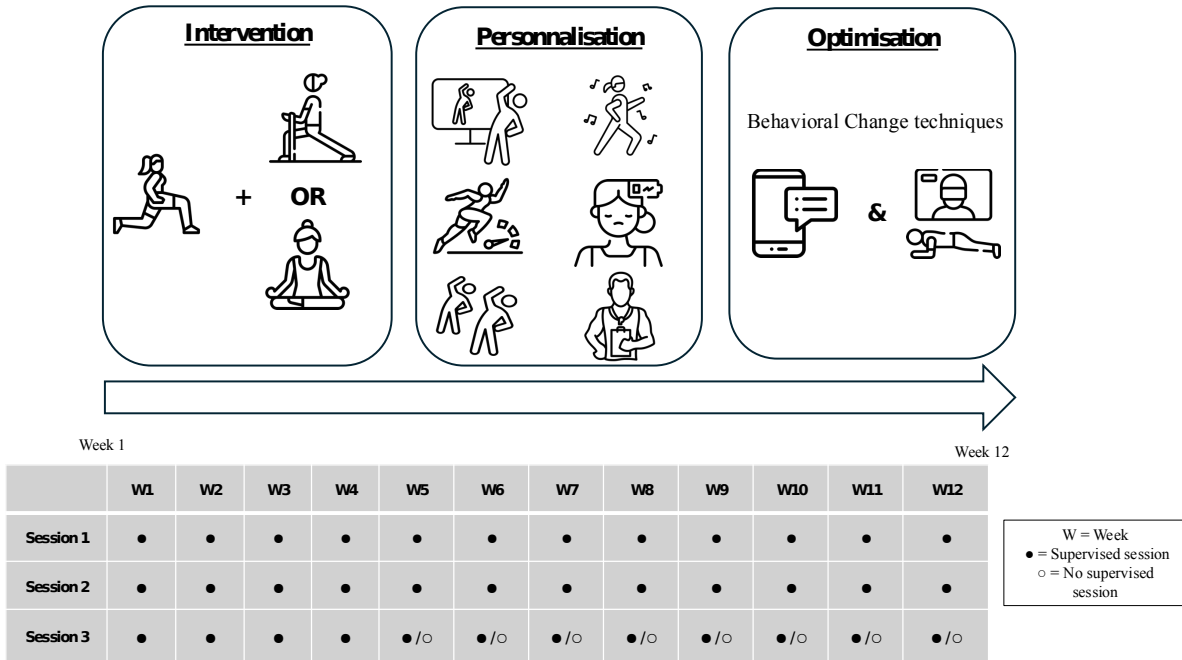 Intervention
Personnalisation
Optimisation
+ OR
Behavioral Change techniques
&
Week 1
Week 12
W1 W2 W3 W4 W5 W6 W7 W8 W9 W10 W11 W12
Session 1 ● ● ● ● ● ● ● ● ● ● ● ●
Session 2 ● ● ● ● ● ● ● ● ● ● ● ●
Session 3 ● ● ● ● ●/○ ●/○ ●/○ ●/○ ●/○ ●/○ ●/○ ●/○
W = Week
● = Supervised session
○ = No supervised
session